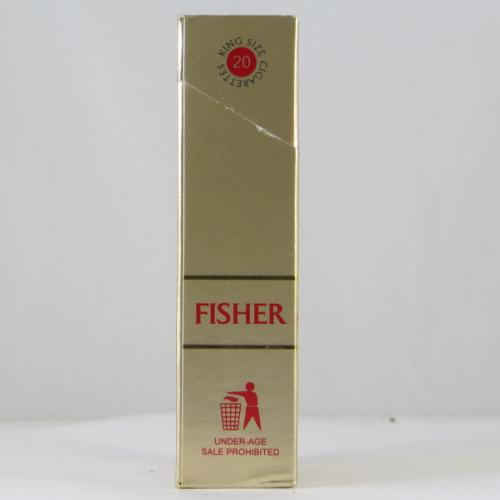 KING SIZE CIGARETTES
20
FISHER
UNDER-AGE
SALE PROHIBITED